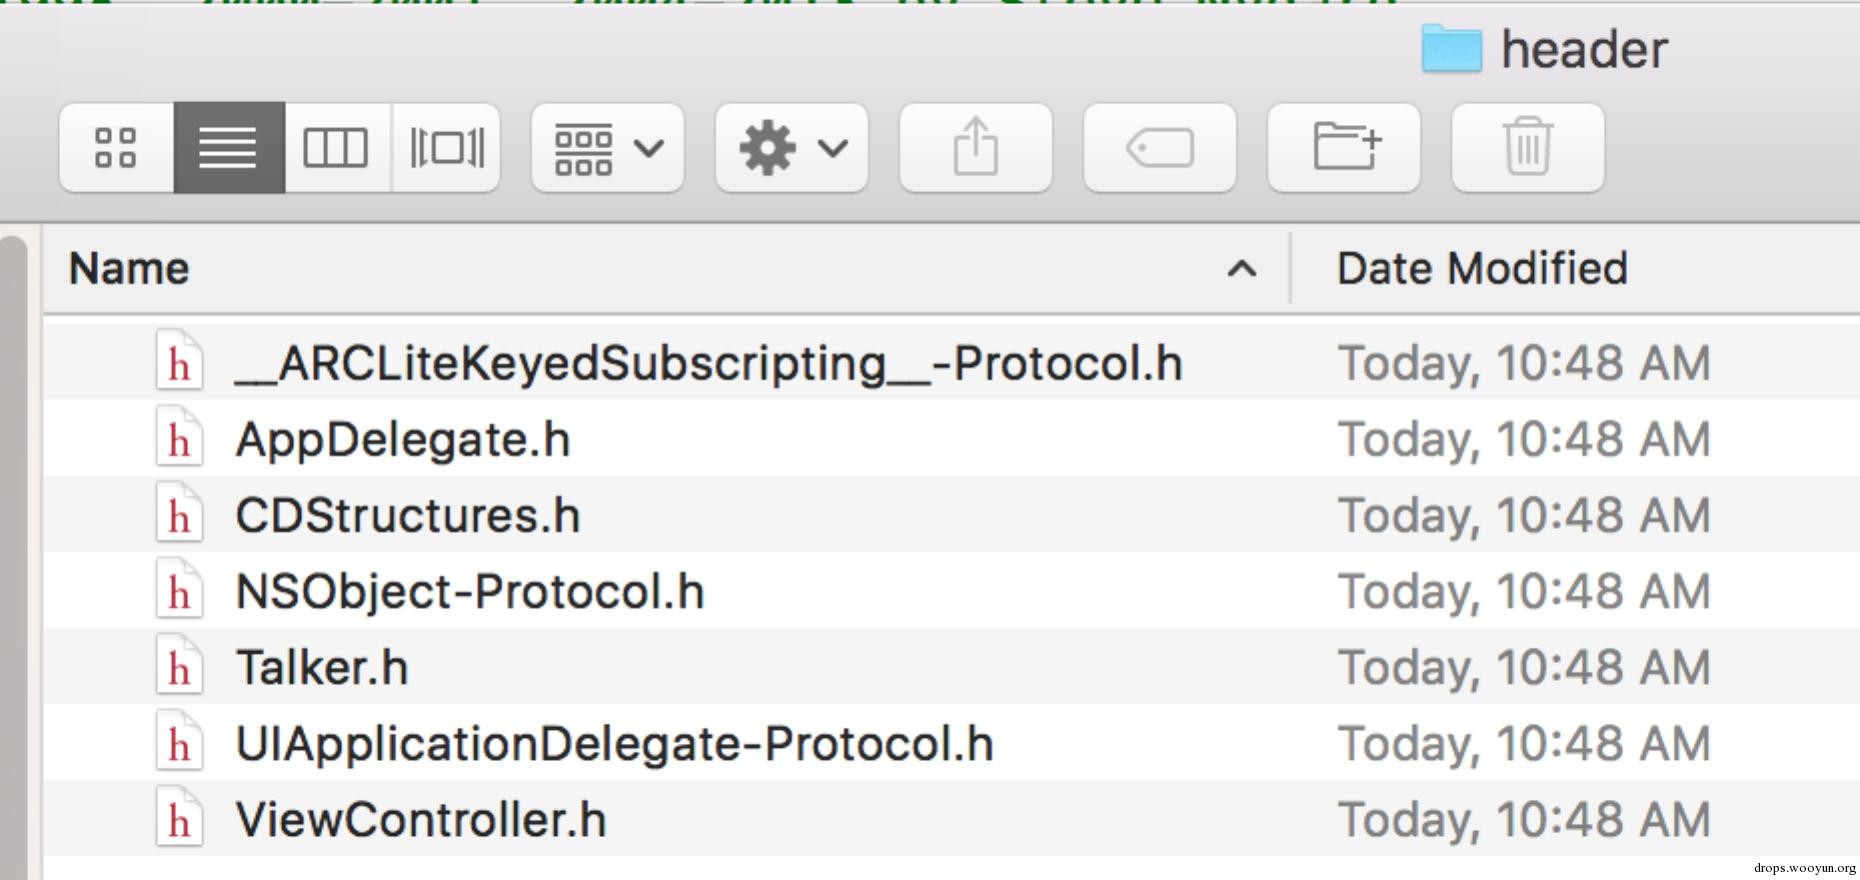 header
Name Date Modified
__ARCLiteKeyedSubscripting__-Protocol.h Today, 10:48 AM
AppDelegate.h Today, 10:48 AM
CDStructures.h Today, 10:48 AM
NSObject-Protocol.h Today, 10:48 AM
Talker.h Today, 10:48 AM
UIApplicationDelegate-Protocol.h Today, 10:48 AM
ViewController.h Today, 10:48 AM
drops.wooyun.org